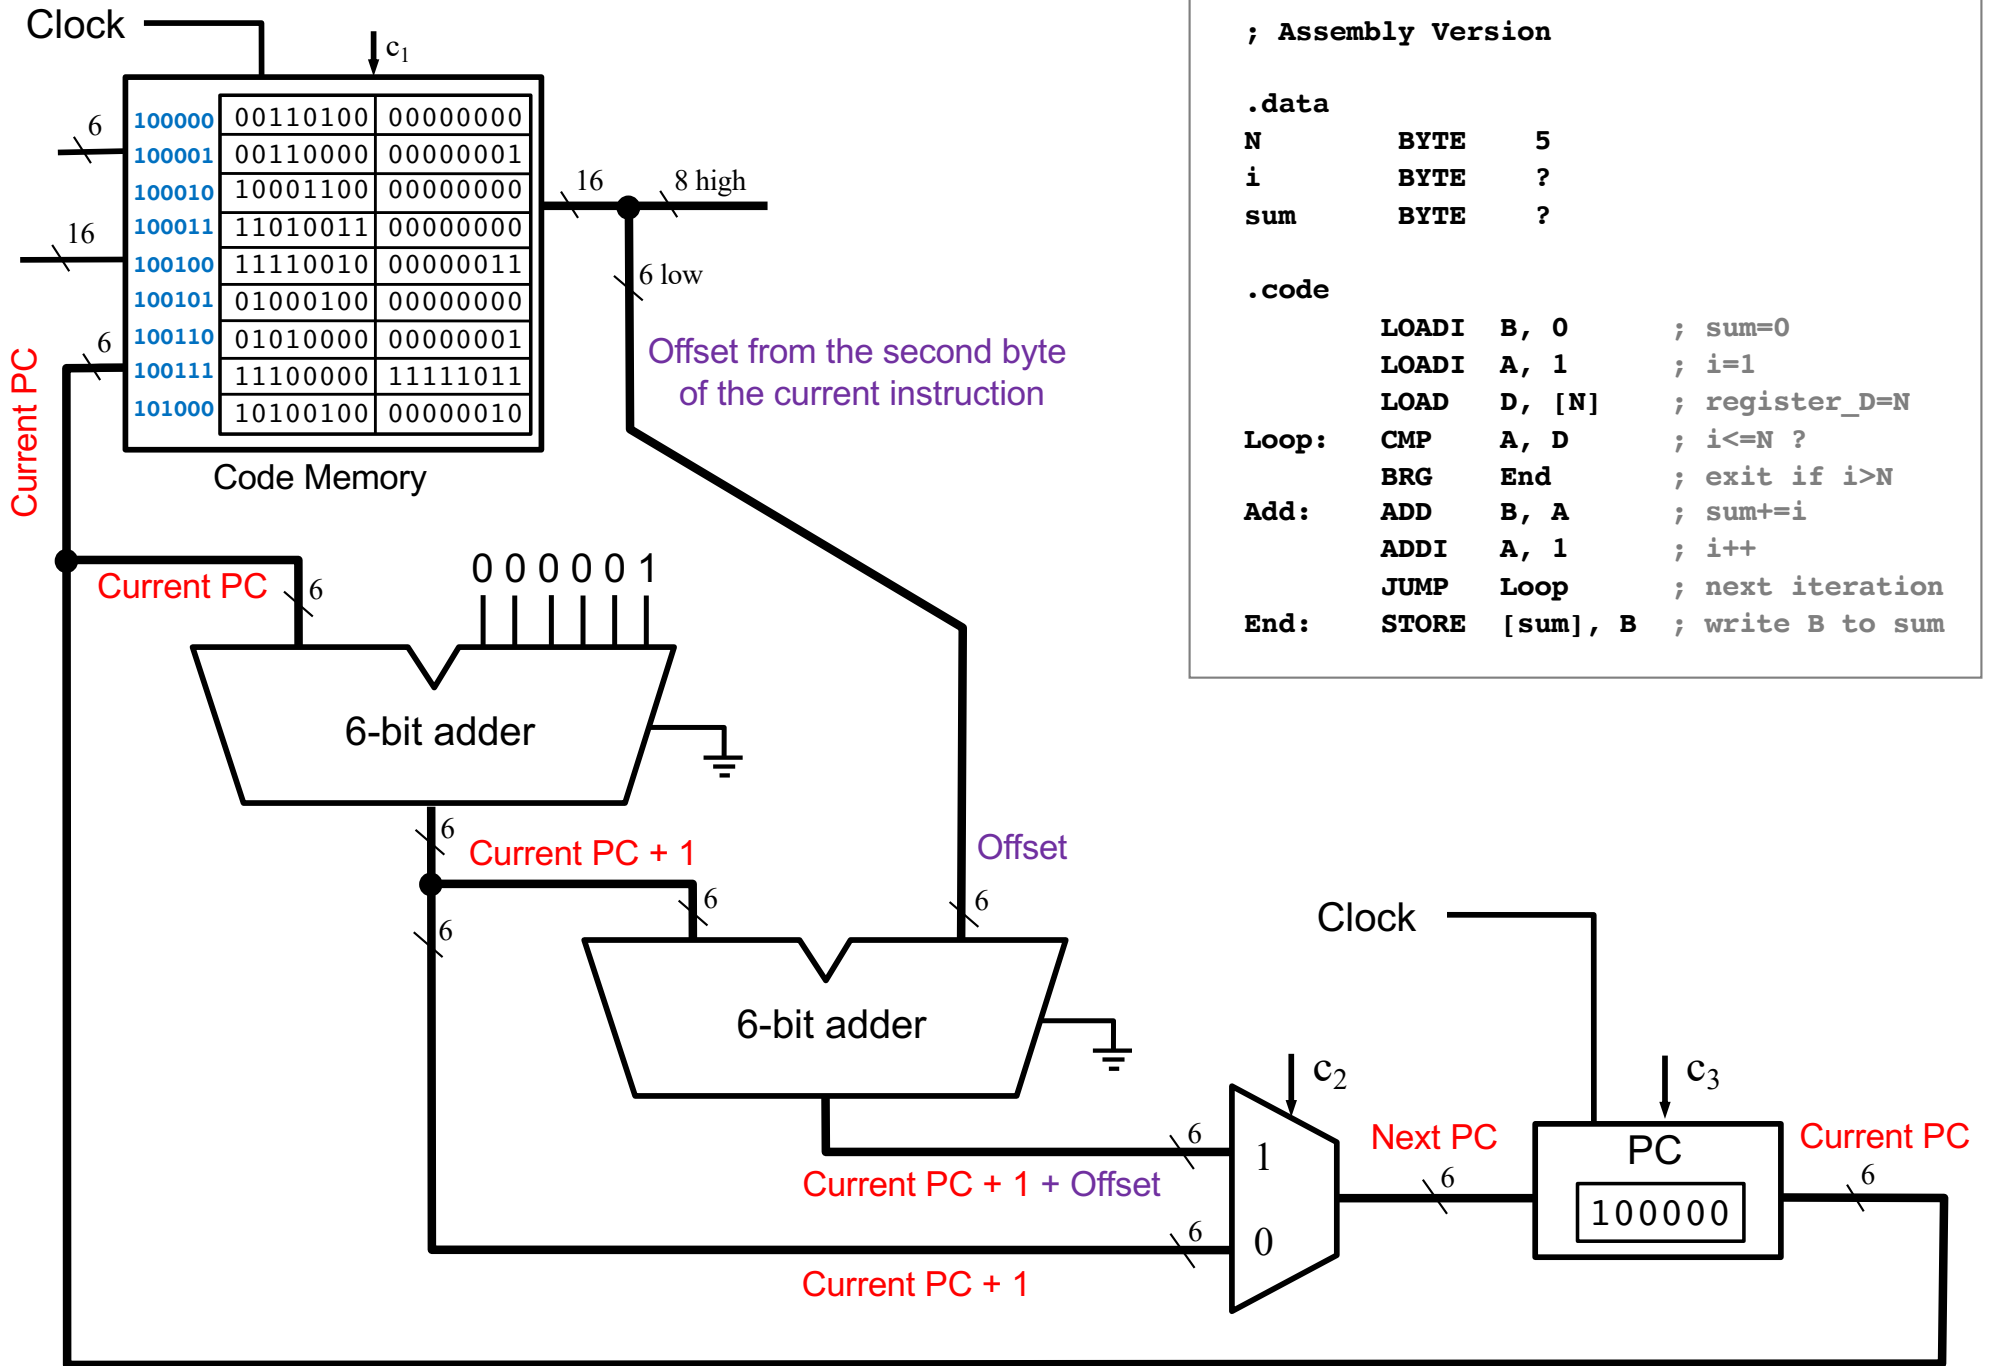 Clock
c1
6
16
6
Current PC
100000 00110100 00000000
100001 00110000 00000001
100010 10001100 00000000
100011 11010011 00000000
100100 11110010 00000011
100101 01000100 00000000
100110 01010000 00000001
100111 11100000 11111011
101000 10100100 00000010
Code Memory
16
8 high
6 low
Offset from the second byte
of the current instruction
; Assembly Version
.data
N BYTE 5
i BYTE ?
sum BYTE ?
.code
LOADI B, 0 ; sum=0
LOADI A, 1 ; i=1
LOAD D, [N] ; register_D=N
Loop: CMP A, D ; i<=N ?
BRG End ; exit if i>N
Add: ADD B, A ; sum+=i
ADDI A, 1 ; i++
JUMP Loop ; next iteration
End: STORE [sum], B ; write B to sum
Current PC
6
0 0 0 0 0 1
6-bit adder
6
Current PC + 1
6
6
Offset
6
6-bit adder
6
Current PC + 1 + Offset
6
Current PC + 1
c2
1
0
Next PC
6
Clock
c3
PC
100000
Current PC
6